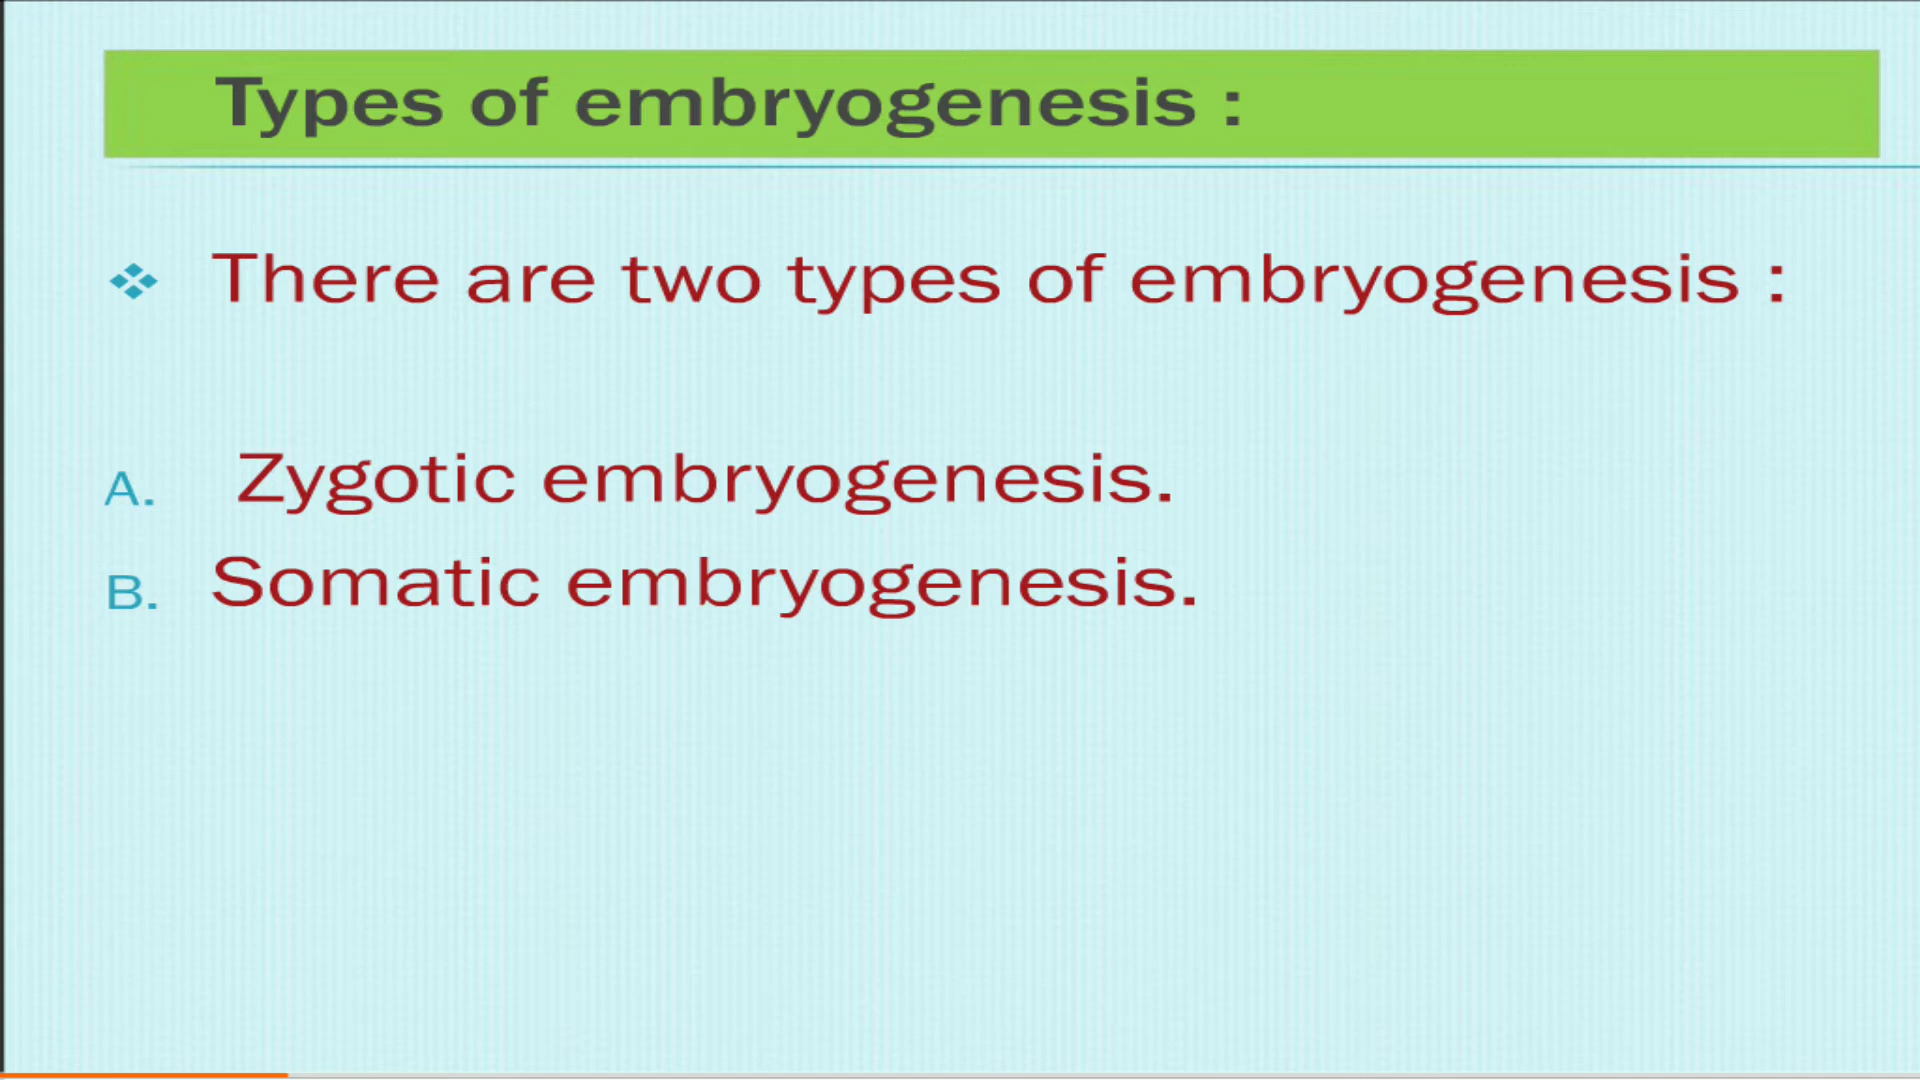 Types of embryogenesis :
There are two types of embryogenesis :
A. Zygotic embryogenesis.
B. Somatic embryogenesis.